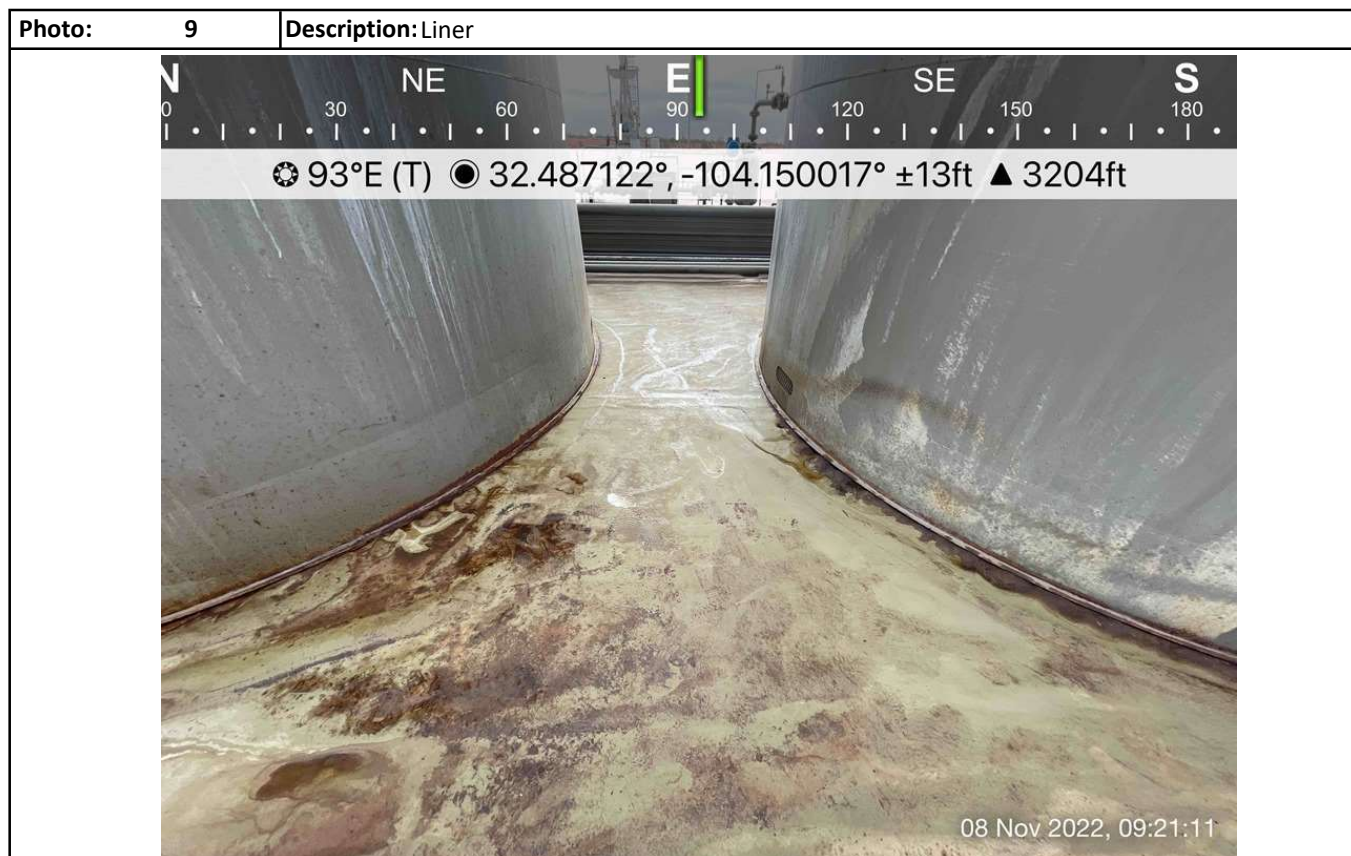 Photo: 9 Description: Liner
N NE E SE S
0 30 60 90 120 150 180
93°E (T) 32.487122°, -104.150017° ±13ft ▲ 3204ft
08 Nov 2022, 09:21:11